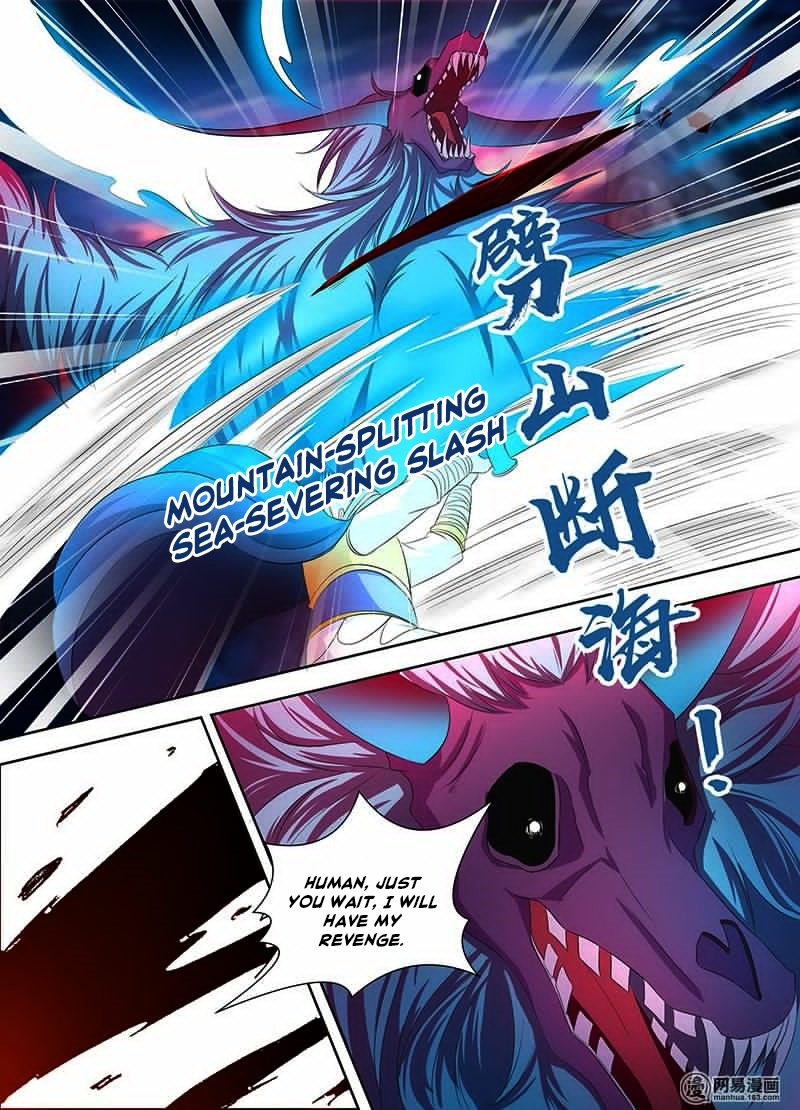 劈山断海！
MOUNTAIN-SPLITTING
SEA-SEVERING SLASH
HUMAN, JUST
YOU WAIT, I WILL
HAVE MY
REVENGE.
漫 网易漫画
manhua.163.com